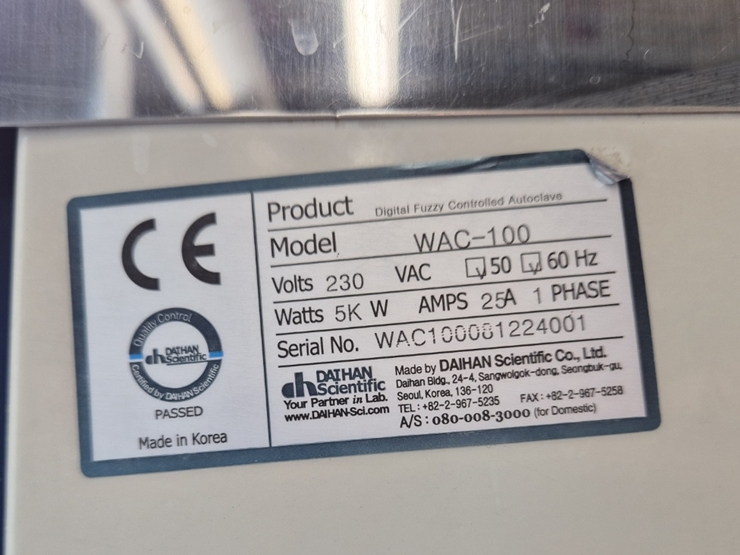 CE
Quality Control
dh DAIHAN Scientific
Certified by DAIHAN Scientific
PASSED
Made in Korea
Product Digital Fuzzy Controlled Autoclave
Model WAC-100
Volts 230 VAC 50 60 Hz
Watts 5K W AMPS 25A 1 PHASE
Serial No. WAC100081224001
dh DAIHAN Scientific
Your Partner in Lab.
www.DAIHAN-Sci.com
Made by DAIHAN Scientific Co., Ltd.
Daihan Bldg., 24-4, Sangwolgok-dong, Seongbuk-gu,
Seoul, Korea, 136-120
TEL : +82-2-967-5235 FAX : +82-2-967-5258
A/S : 080-008-3000 (for Domestic)